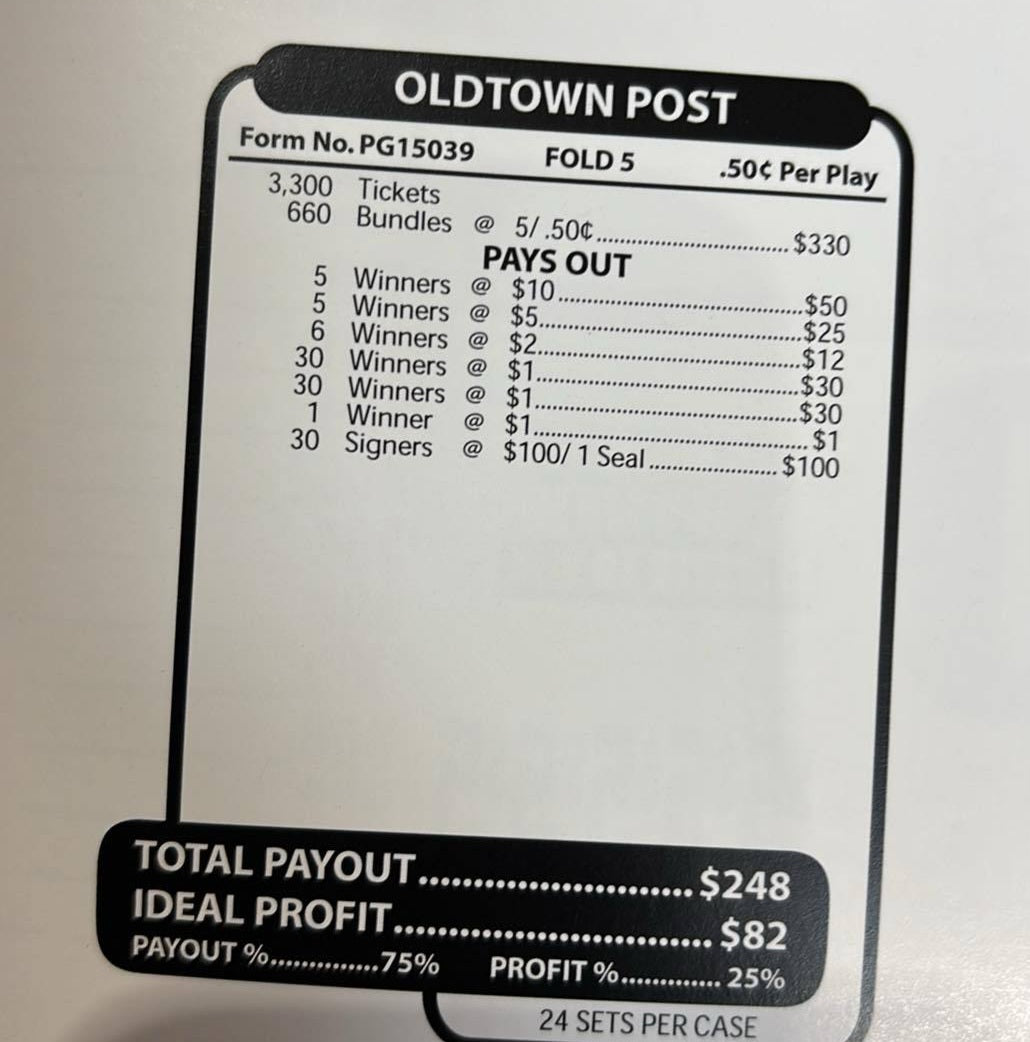 OLDTOWN POST
Form No. PG15039 FOLD 5 .50¢ Per Play
3,300 Tickets
660 Bundles @ 5/ .50¢ $330
PAYS OUT
5 Winners @ $10 $50
5 Winners @ $5 $25
6 Winners @ $2 $12
30 Winners @ $1 $30
30 Winners @ $1 $30
1 Winner @ $1 $1
30 Signers @ $100/ 1 Seal $100
TOTAL PAYOUT $248
IDEAL PROFIT $82
PAYOUT % 75% PROFIT % 25%
24 SETS PER CASE